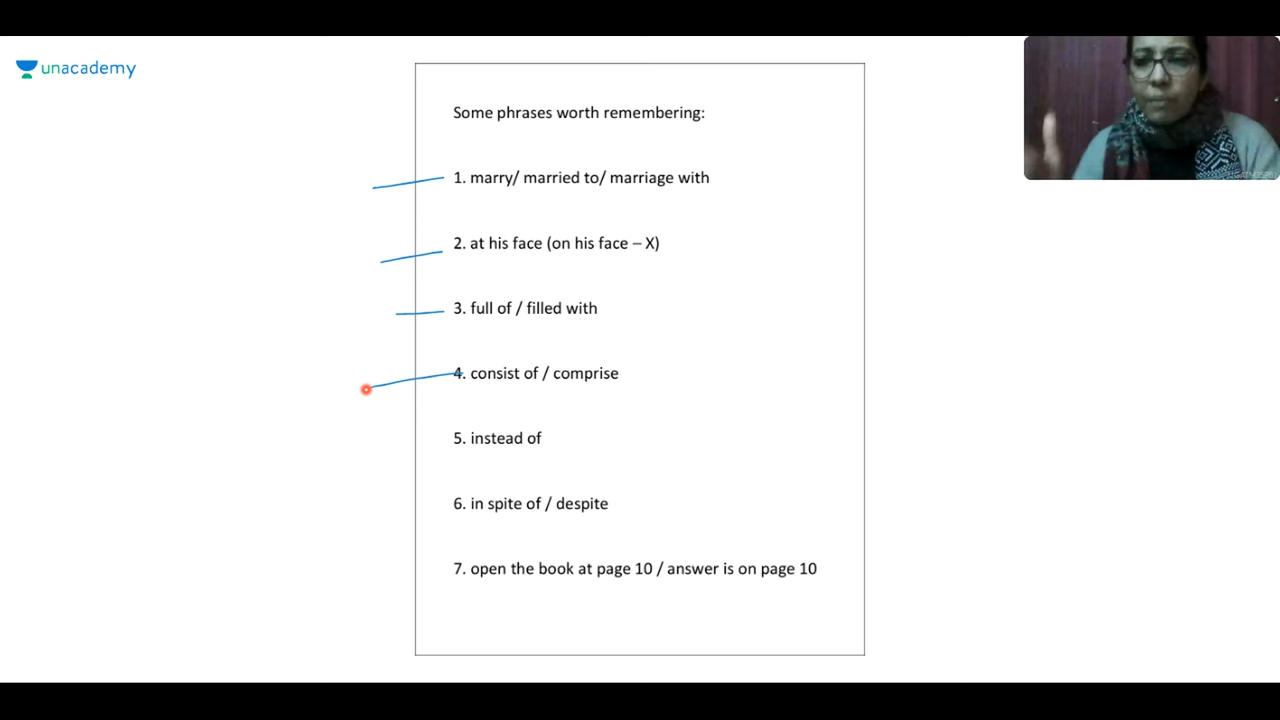 unacademy
Some phrases worth remembering:
1. marry/ married to/ marriage with
2. at his face (on his face – X)
3. full of / filled with
4. consist of / comprise
5. instead of
6. in spite of / despite
7. open the book at page 10 / answer is on page 10